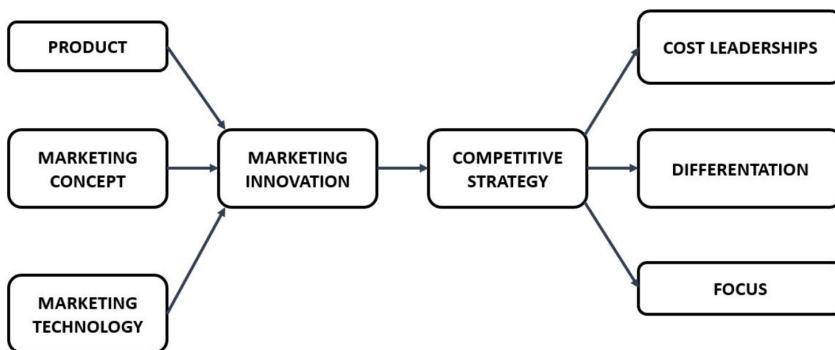 PRODUCT
MARKETING
CONCEPT
MARKETING
TECHNOLOGY
MARKETING
INNOVATION
COMPETITIVE
STRATEGY
COST LEADERSHIPS
DIFFERENTATION
FOCUS